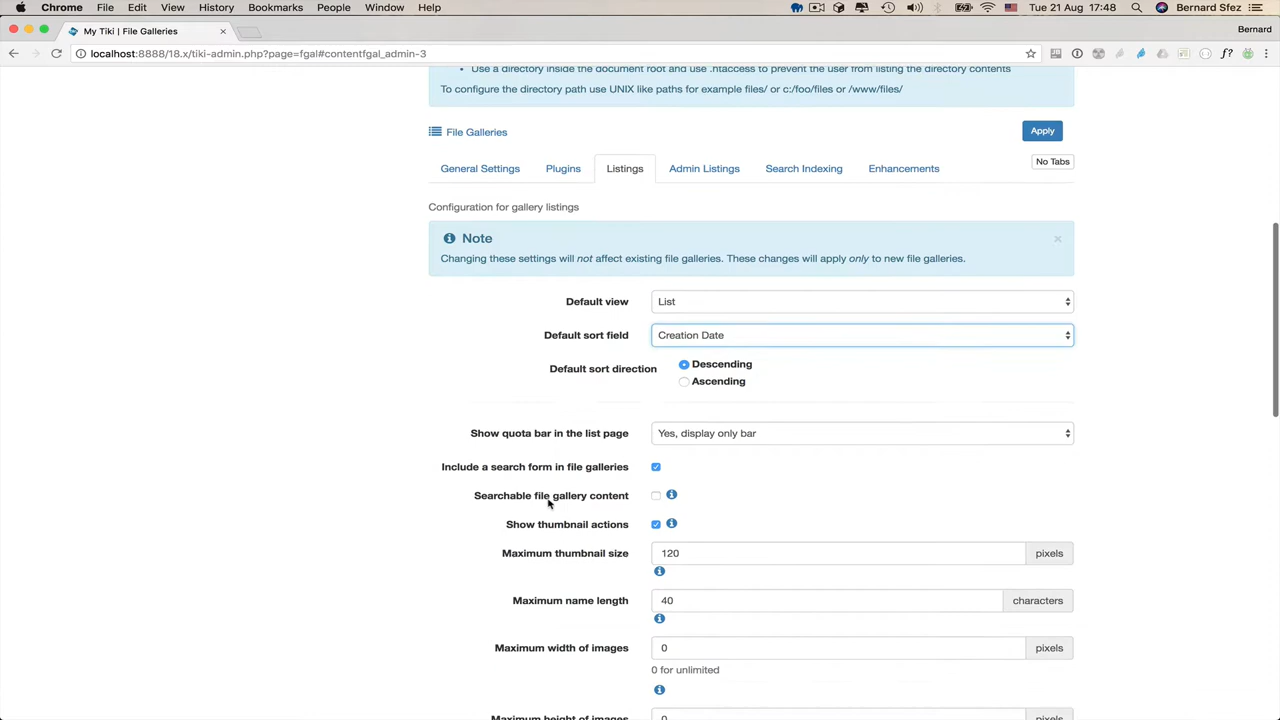 Chrome File Edit View History Bookmarks People Window Help Tue 21 Aug 17:48 Bernard Sfez
My Tiki | File Galleries
Bernard
localhost:8888/18.x/tiki-admin.php?page=fgal#contentfgal_admin-3
Use a directory inside the document root and use .htaccess to prevent the user from listing the directory contents
To configure the directory path use UNIX like paths for example files/ or c:/foo/files or /www/files/
File Galleries
Apply
General Settings Plugins Listings Admin Listings Search Indexing Enhancements
No Tabs
Configuration for gallery listings
Note
Changing these settings will not affect existing file galleries. These changes will apply only to new file galleries.
Default view List
Default sort field Creation Date
Default sort direction Descending
Ascending
Show quota bar in the list page Yes, display only bar
Include a search form in file galleries
Searchable file gallery content
Show thumbnail actions
Maximum thumbnail size 120 pixels
Maximum name length 40 characters
Maximum width of images 0 pixels
0 for unlimited
Maximum height of images 0 pixels